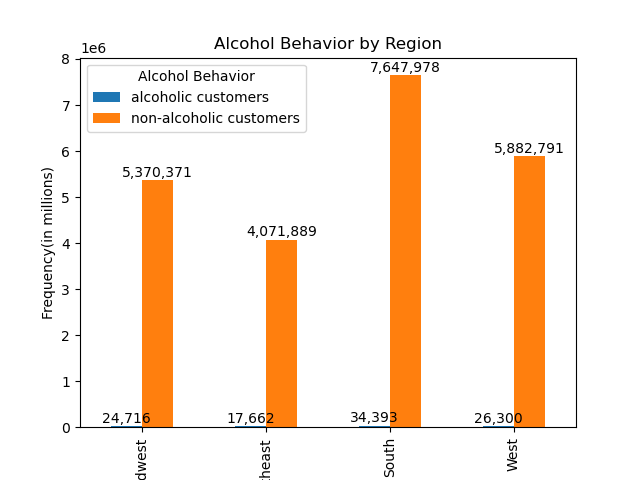 Alcohol Behavior by Region
1e6
Alcohol Behavior
alcoholic customers
non-alcoholic customers
Frequency(in millions)
8
7
6
5
4
3
2
1
0
5,370,371
4,071,889
7,647,978
5,882,791
24,716
17,662
34,393
26,300
dwest
heast
South
West